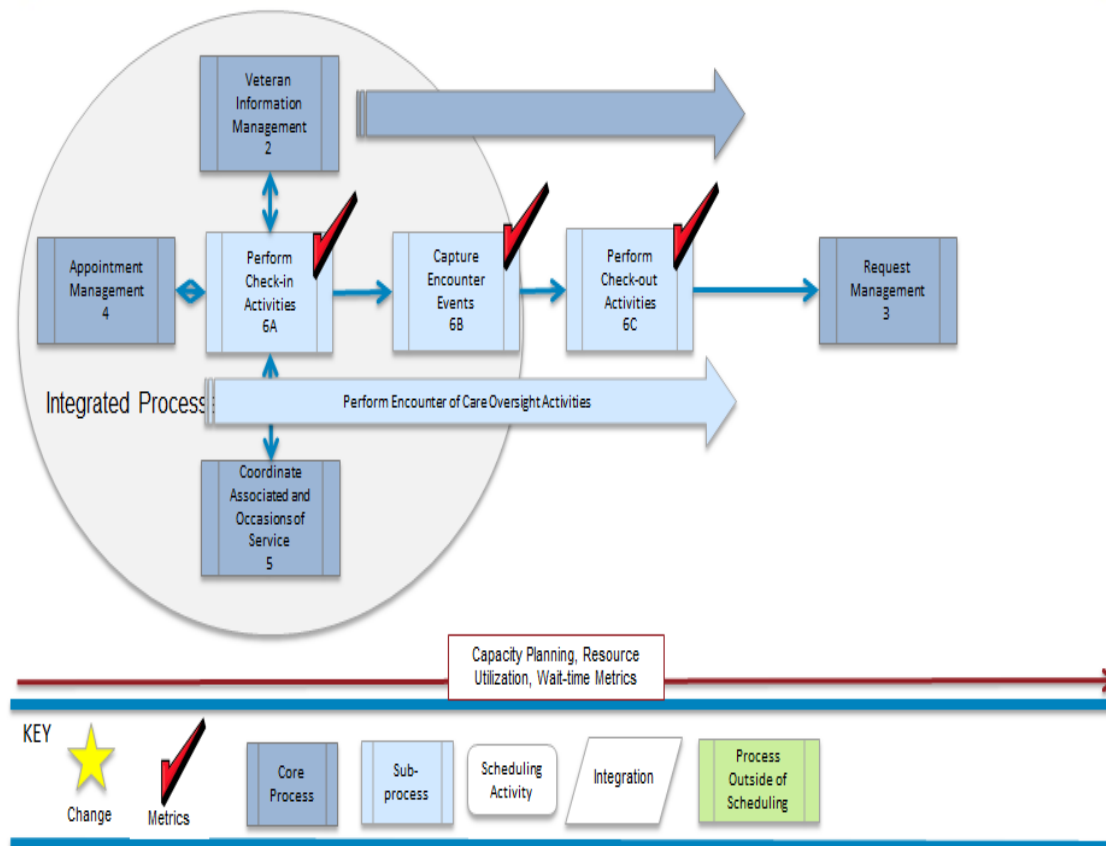 Veteran
Information
Management
2
Appointment
Management
4
Perform
Check-in
Activities
6A
Capture
Encounter
Events
6B
Perform
Check-out
Activities
6C
Request
Management
3
Integrated Process
Perform Encounter of Care Oversight Activities
Coordinate
Associated and
Occasions of
Service
5
Capacity Planning, Resource
Utilization, Wait-time Metrics
KEY
Change
Metrics
Core
Process
Sub-
process
Scheduling
Activity
Integration
Process
Outside of
Scheduling